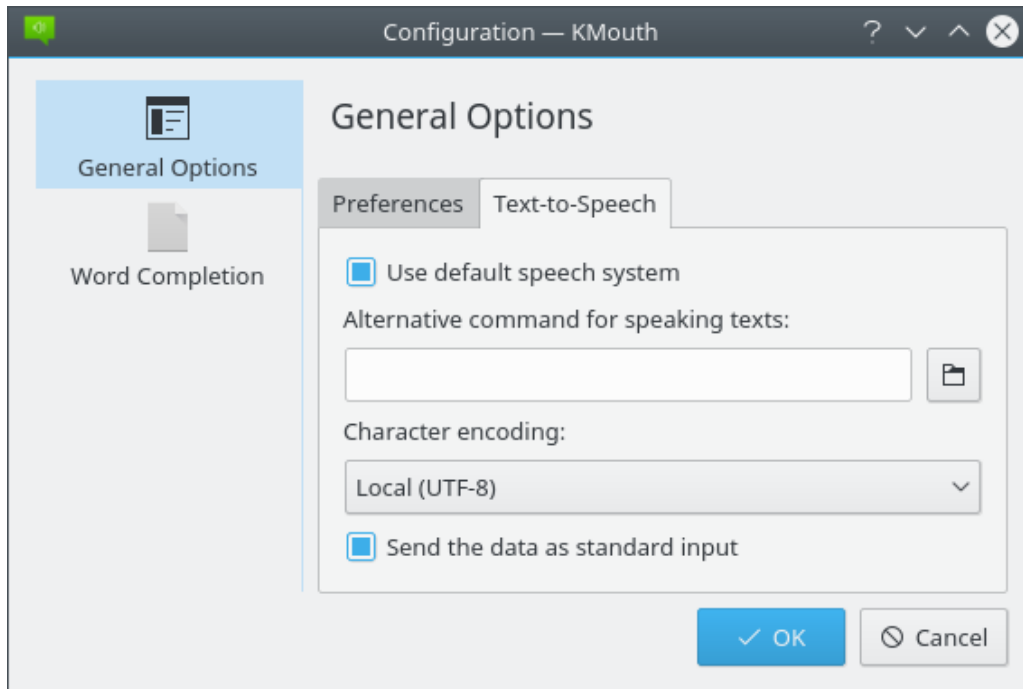 Configuration — KMouth
General Options
Word Completion
General Options
Preferences
Text-to-Speech
Use default speech system
Alternative command for speaking texts:
Character encoding:
Local (UTF-8)
Send the data as standard input
OK
Cancel